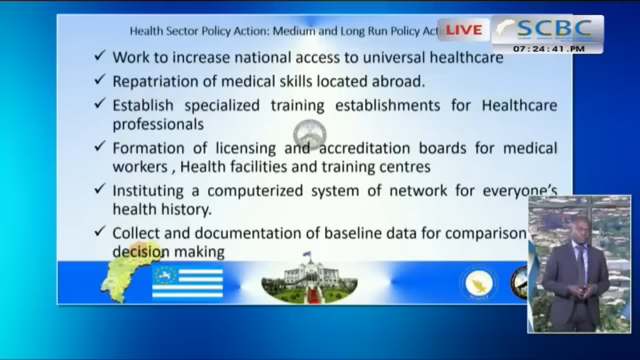 Health Sector Policy Action: Medium and Long Run Policy Acti
LIVE
SCBC
07:24:41 PM
✓ Work to increase national access to universal healthcare
✓ Repatriation of medical skills located abroad.
✓ Establish specialized training establishments for Healthcare
professionals
✓ Formation of licensing and accreditation boards for medical
workers , Health facilities and training centres
✓ Instituting a computerized system of network for everyone's
health history.
✓ Collect and documentation of baseline data for comparison
decision making